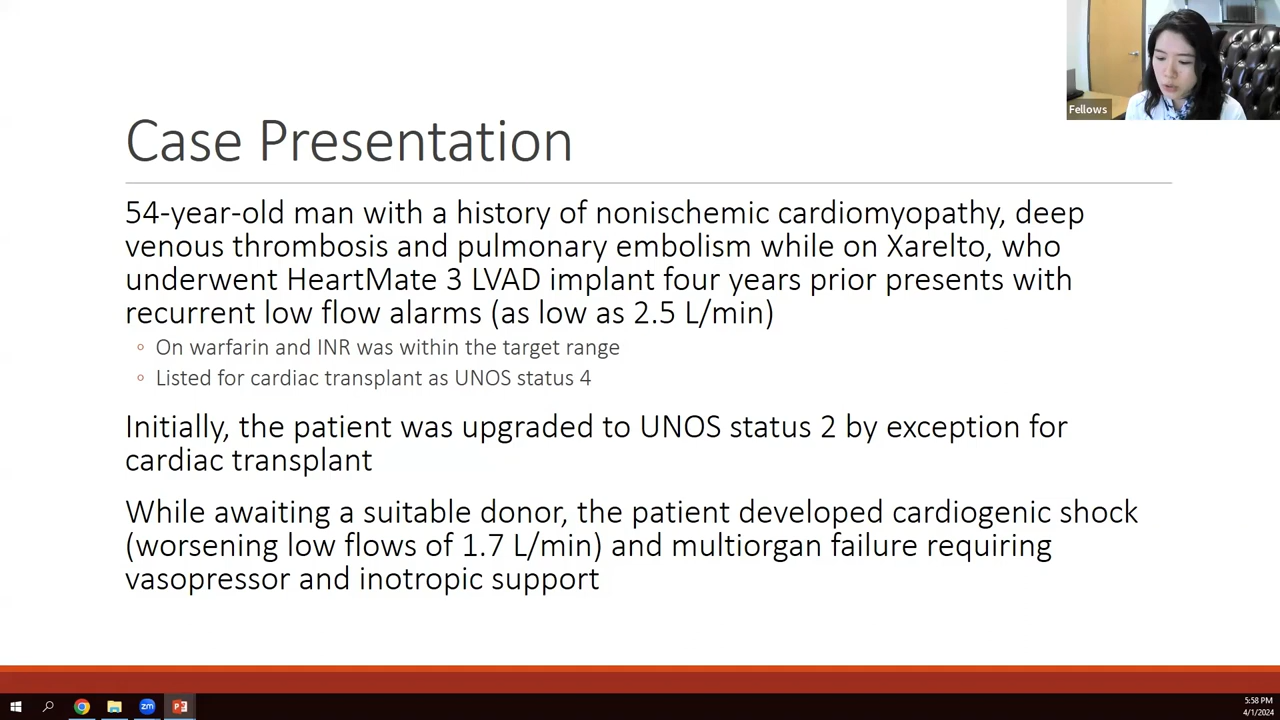 Fellows
Case Presentation
54-year-old man with a history of nonischemic cardiomyopathy, deep
venous thrombosis and pulmonary embolism while on Xarelto, who
underwent HeartMate 3 LVAD implant four years prior presents with
recurrent low flow alarms (as low as 2.5 L/min)
◦ On warfarin and INR was within the target range
◦ Listed for cardiac transplant as UNOS status 4
Initially, the patient was upgraded to UNOS status 2 by exception for
cardiac transplant
While awaiting a suitable donor, the patient developed cardiogenic shock
(worsening low flows of 1.7 L/min) and multiorgan failure requiring
vasopressor and inotropic support
zm
5:58 PM
4/1/2024